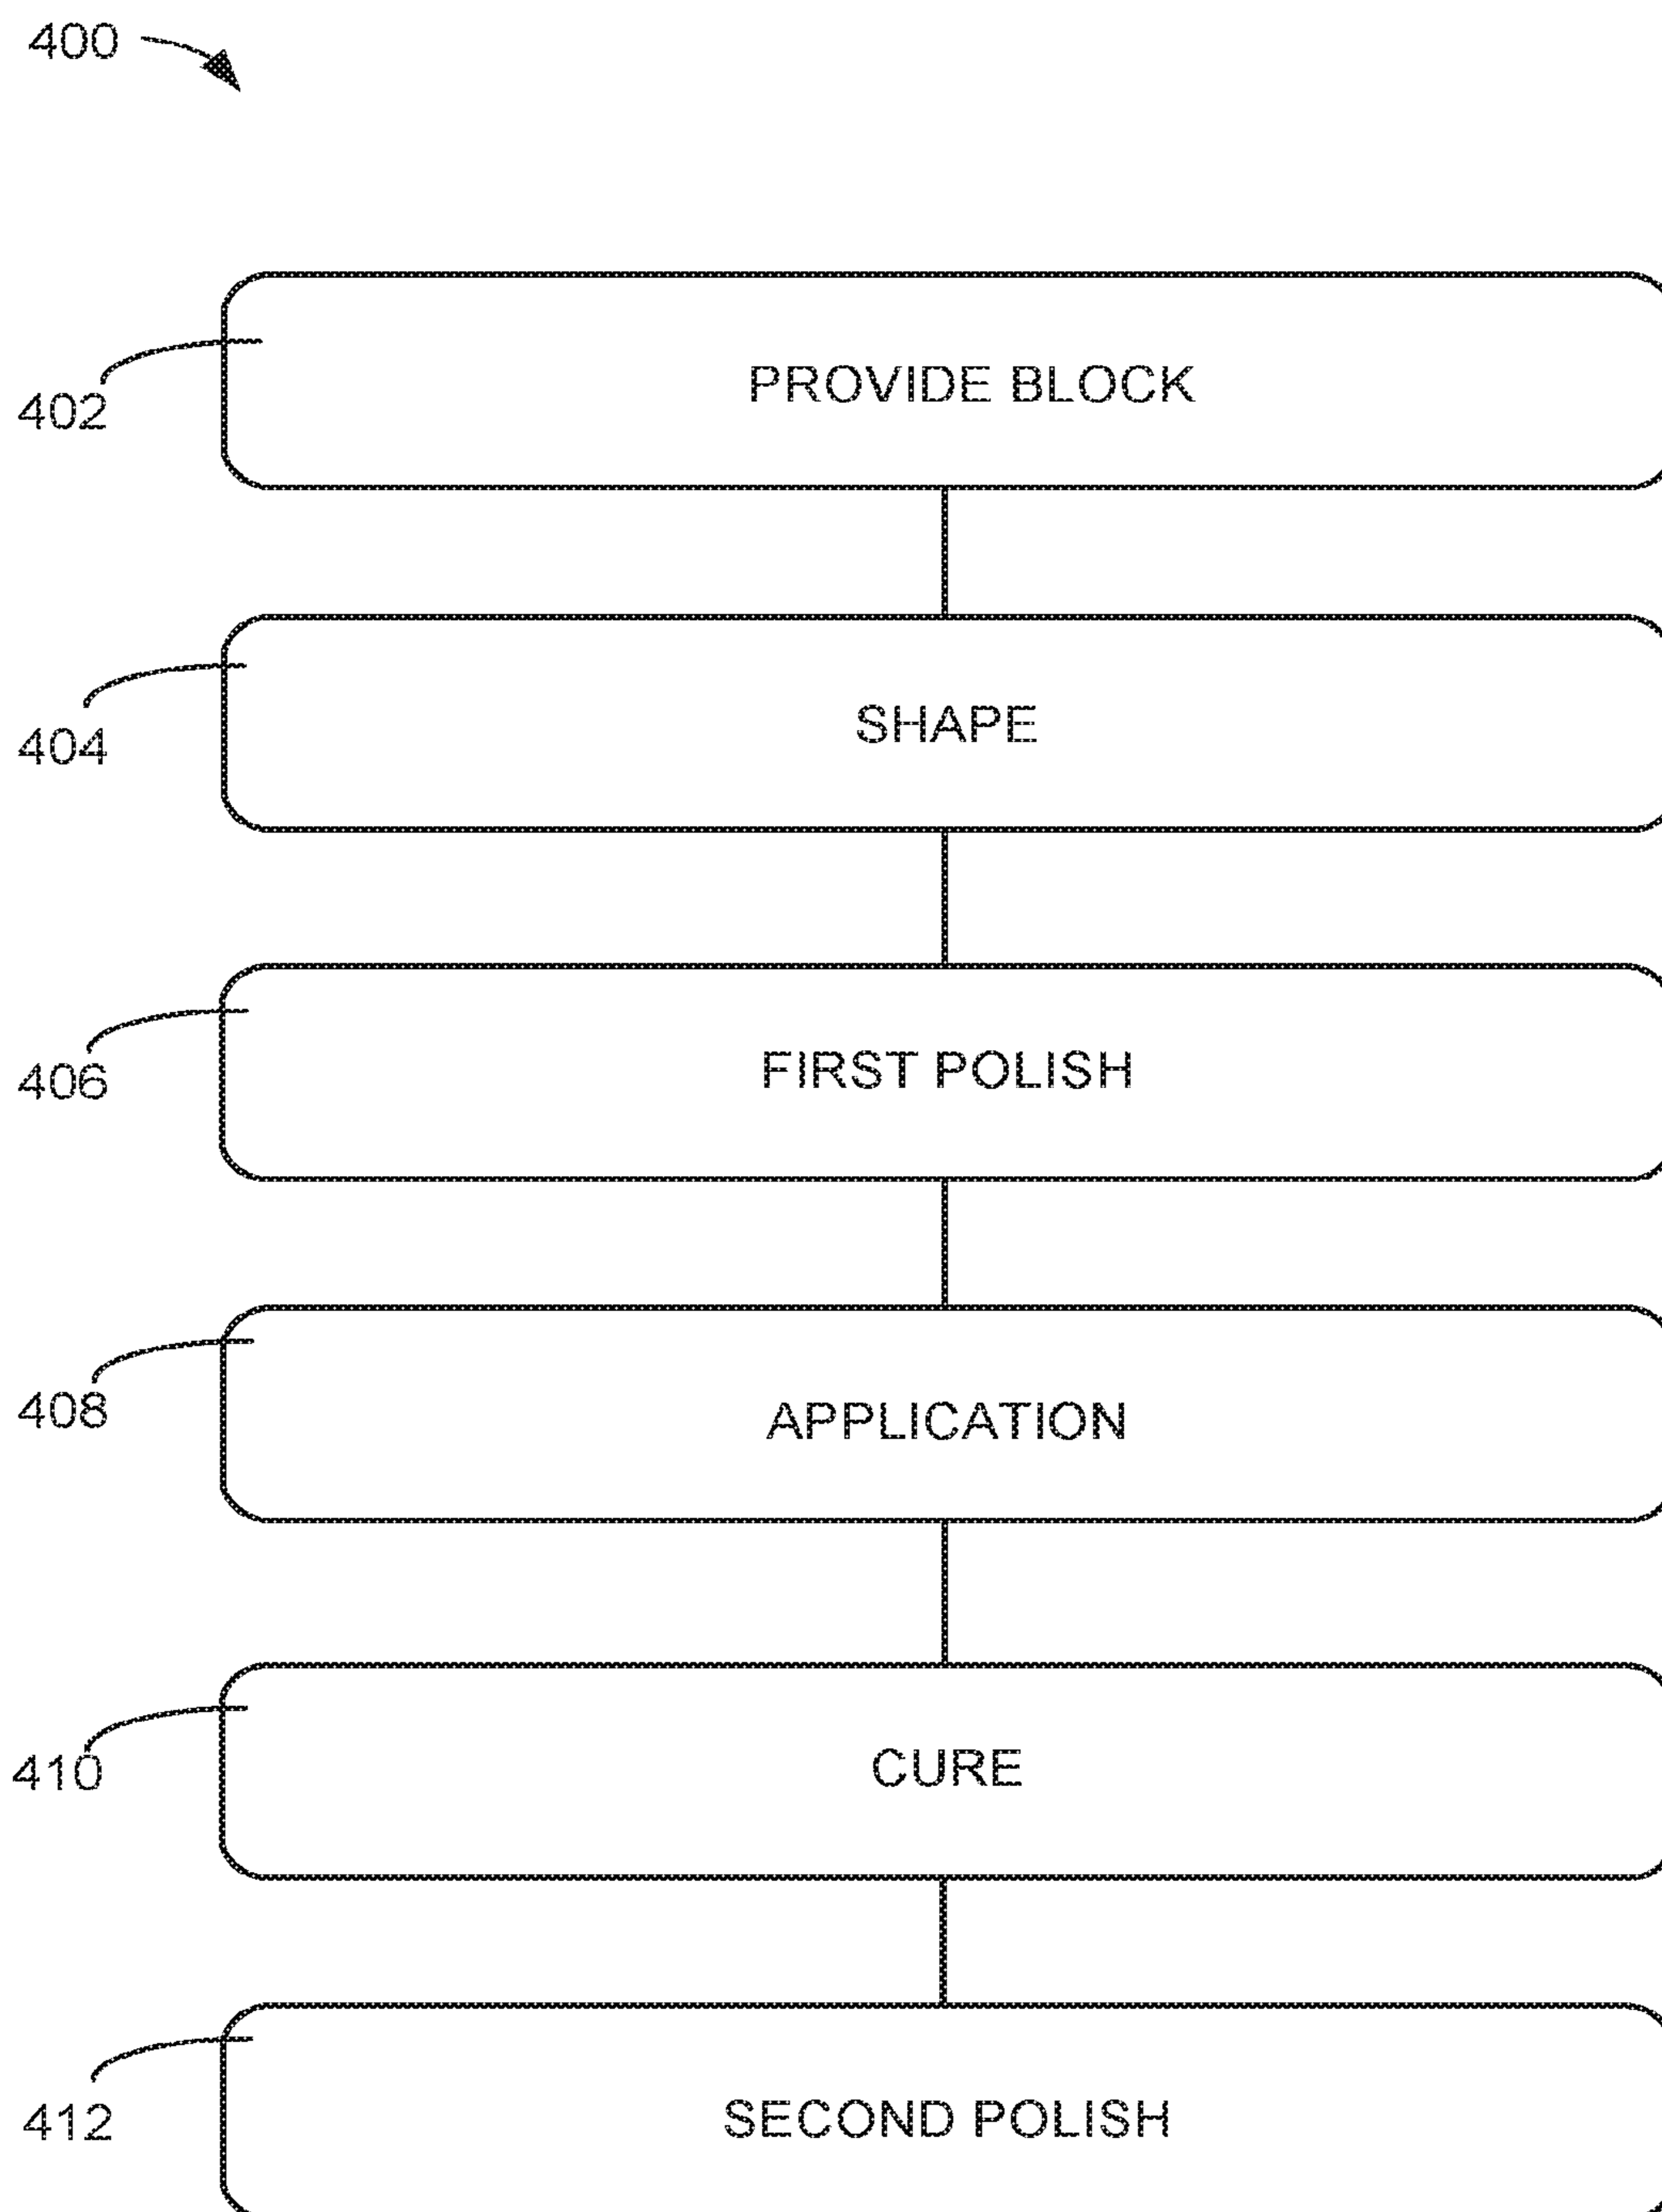 400
PROVIDE BLOCK
402
SHAPE
404
FIRST POLISH
406
APPLICATION
408
CURE
410
SECOND POLISH
412